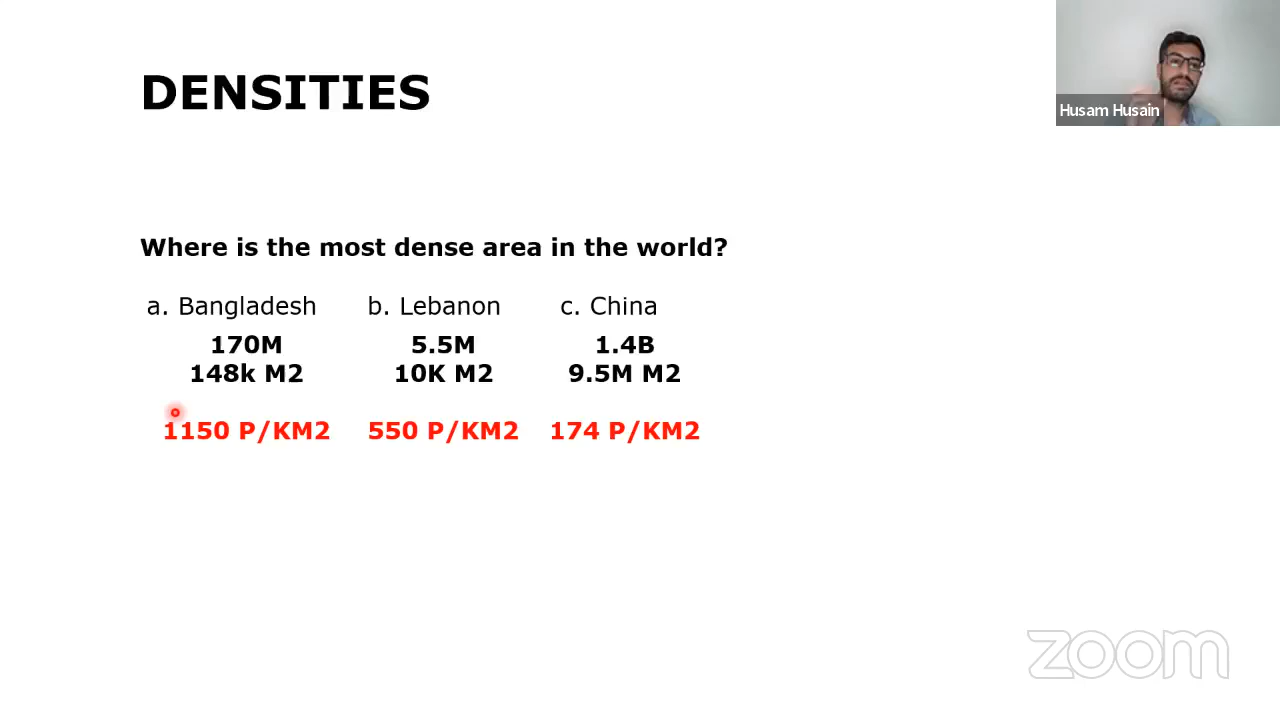 DENSITIES
Husam Husain
Where is the most dense area in the world?
a. Bangladesh b. Lebanon c. China
170M 5.5M 1.4B
148k M2 10K M2 9.5M M2
1150 P/KM2 550 P/KM2 174 P/KM2
zoom